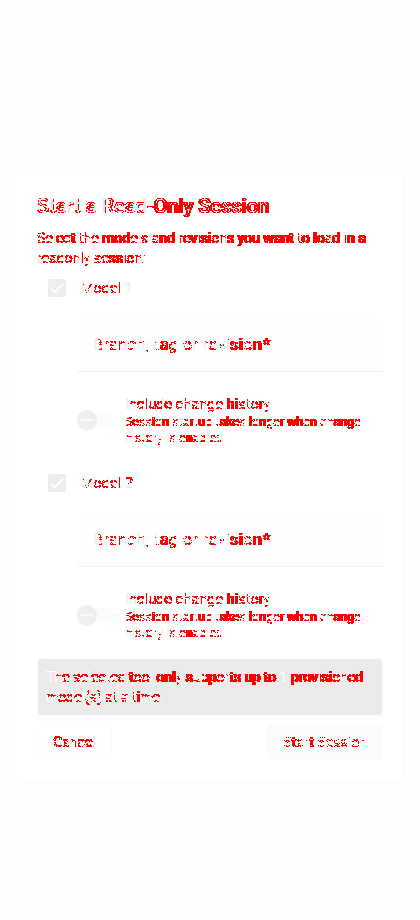 Start a Read-Only Session
Select the models and revisions you want to load in a
readonly session:
Model 1
Branch, tag or revision*
Include change history
Session startup takes longer when change
history is enabled
Model 2
Branch, tag or revision*
Include change history
Session startup takes longer when change
history is enabled
The selected tool only supports up to 1 provisioned
model(s) at a time
Cancel
Start Session